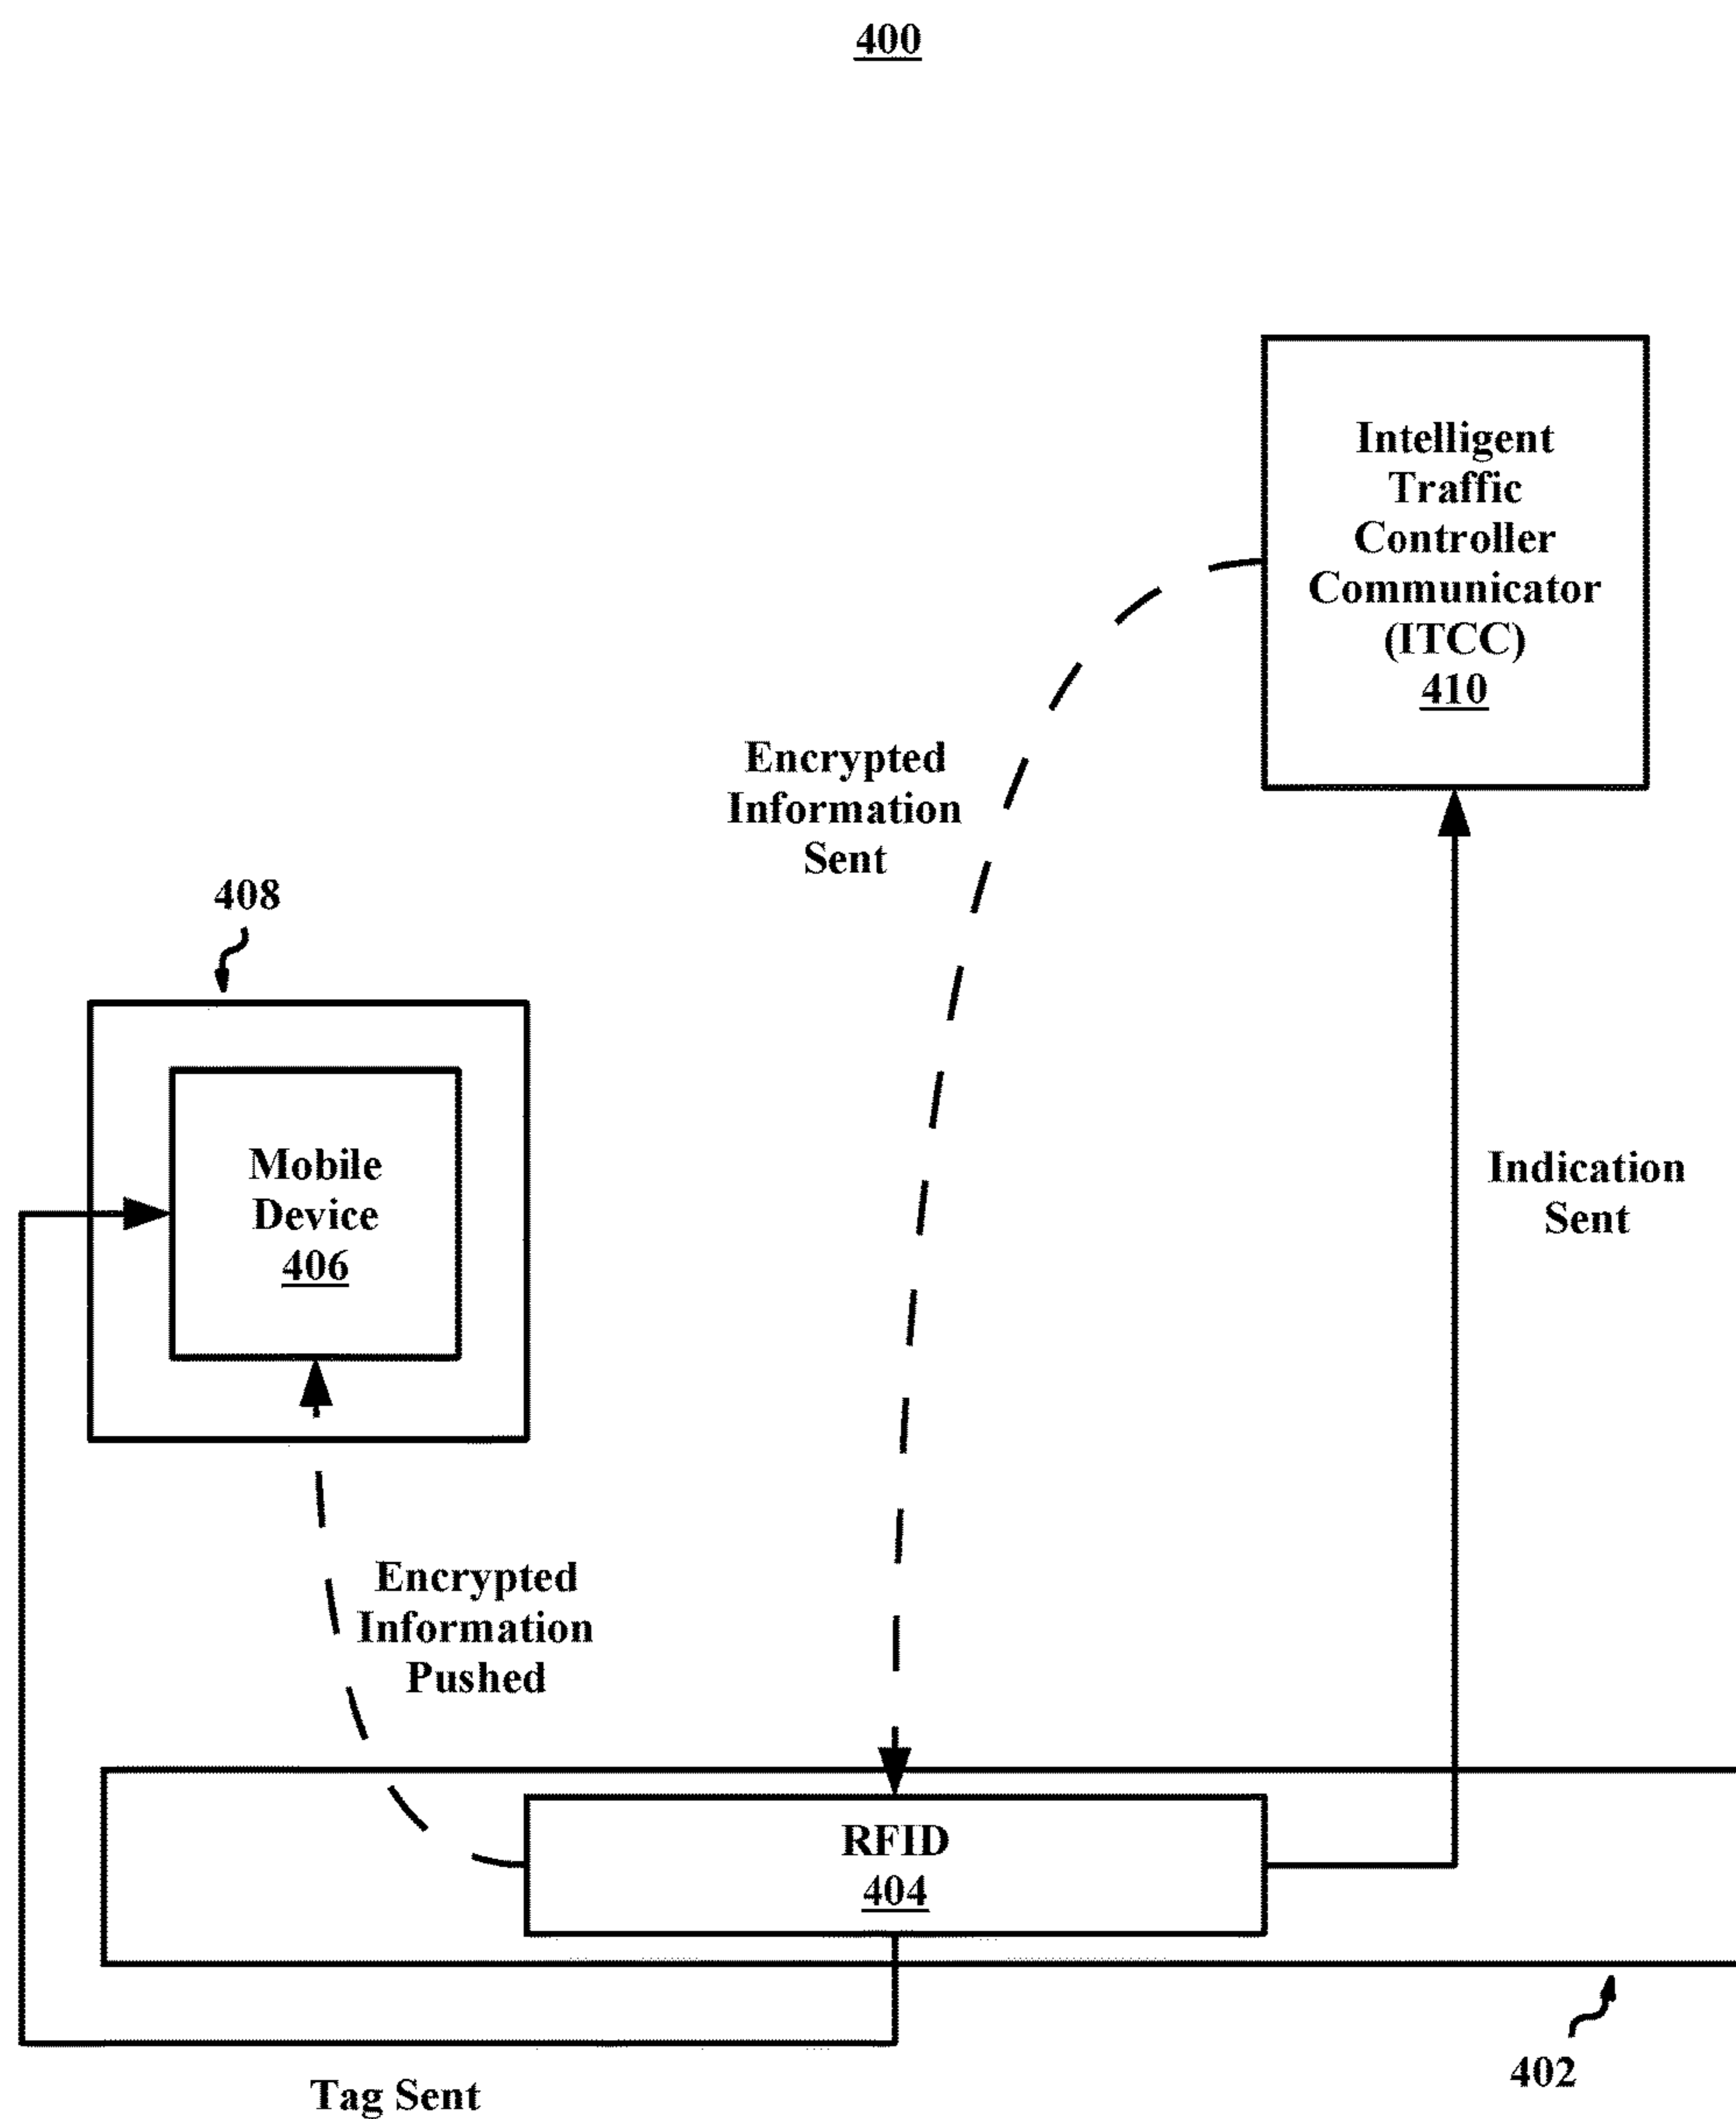 400
Intelligent
Traffic
Controller
Communicator
(ITCC)
410
Encrypted
Information
Sent
408
Mobile
Device
406
Indication
Sent
Encrypted
Information
Pushed
RFID
404
402
Tag Sent